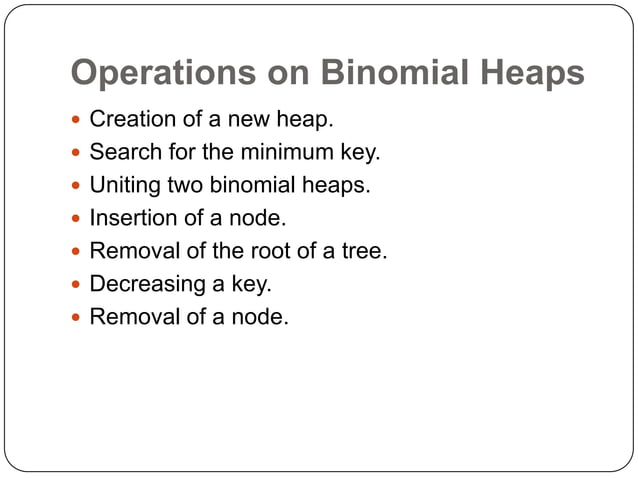 Operations on Binomial Heaps
• Creation of a new heap.
• Search for the minimum key.
• Uniting two binomial heaps.
• Insertion of a node.
• Removal of the root of a tree.
• Decreasing a key.
• Removal of a node.